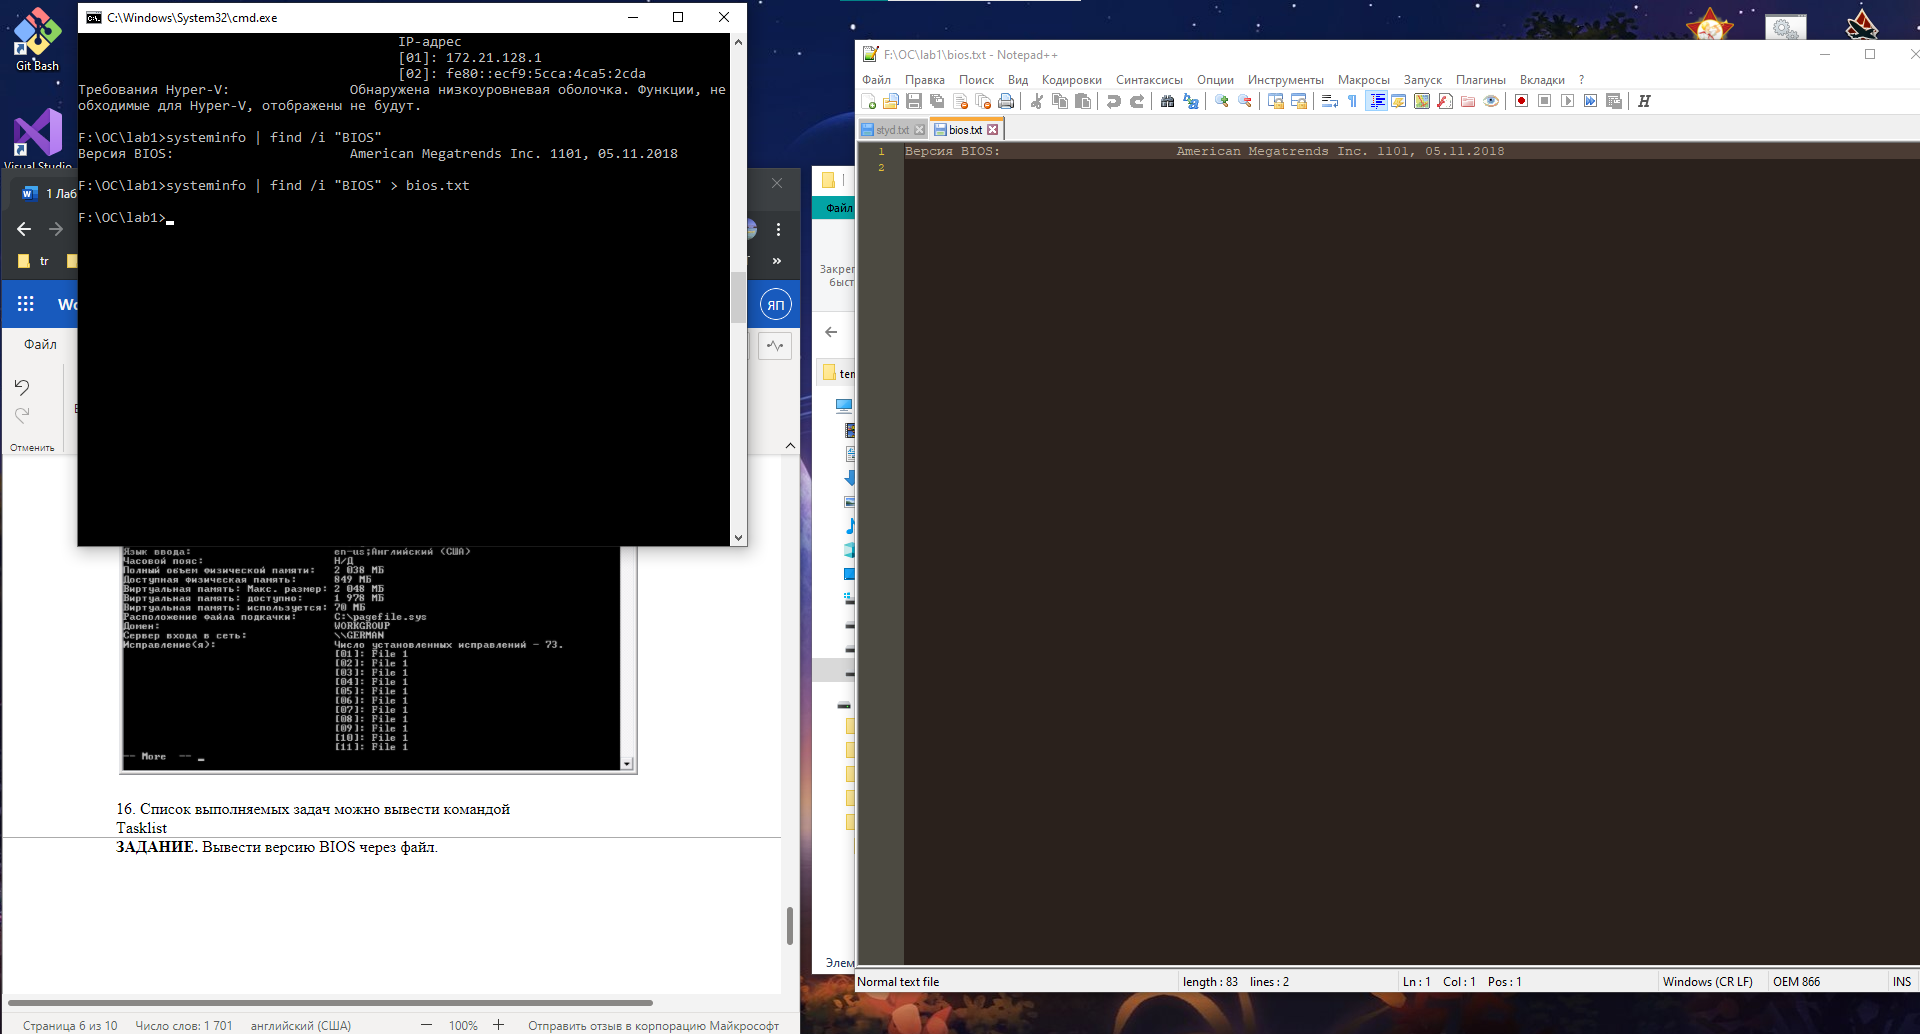 Git Bash
Visual Studio
C:\Windows\System32\cmd.exe
IP-адрес
[01]: 172.21.128.1
[02]: fe80::ecf9:5cca:4ca5:2cda
Требования Hyper-V: Обнаружена низкоуровневая оболочка. Функции, не
обходимые для Hyper-V, отображены не будут.
F:\OC\lab1>systeminfo | find /i "BIOS"
Версия BIOS: American Megatrends Inc. 1101, 05.11.2018
F:\OC\lab1>systeminfo | find /i "BIOS" > bios.txt
F:\OC\lab1>
1 Лаб
tr
Wo
ЯП
Файл
Отменить
Язык ввода: en-us;Английский (США)
Часовой пояс: Н/Д
Полный объем физической памяти: 2 038 МБ
Доступная физическая память: 849 МБ
Виртуальная память: Макс. размер: 2 048 МБ
Виртуальная память: доступно: 1 978 МБ
Виртуальная память: используется: 70 МБ
Расположение файла подкачки: C:\pagefile.sys
Домен: WORKGROUP
Сервер входа в сеть: \\GERMAN
Исправление(я): Число установленных исправлений - 73.
[01]: File 1
[02]: File 1
[03]: File 1
[04]: File 1
[05]: File 1
[06]: File 1
[07]: File 1
[08]: File 1
[09]: File 1
[10]: File 1
[11]: File 1
-- More -- _
16. Список выполняемых задач можно вывести командой
Tasklist
ЗАДАНИЕ. Вывести версию BIOS через файл.
Страница 6 из 10 Число слов: 1 701 английский (США) 100% Отправить отзыв в корпорацию Майкрософт
Файл
Закреп
быст
ten
Элем
F:\OC\lab1\bios.txt - Notepad++
Файл Правка Поиск Вид Кодировки Синтаксисы Опции Инструменты Макросы Запуск Плагины Вкладки ?
styd.txt bios.txt
1 Версия BIOS: American Megatrends Inc. 1101, 05.11.2018
2
Normal text file length : 83 lines : 2 Ln : 1 Col : 1 Pos : 1 Windows (CR LF) OEM 866 INS